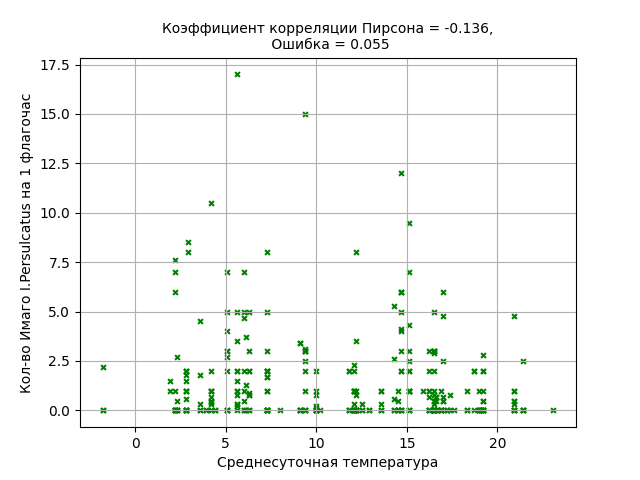 Коэффициент корреляции Пирсона = -0.136,
Ошибка = 0.055
17.5
15.0
12.5
10.0
7.5
5.0
2.5
0.0
Кол-во Имаго I.Persulcatus на 1 флагочас
0 5 10 15 20
Среднесуточная температура